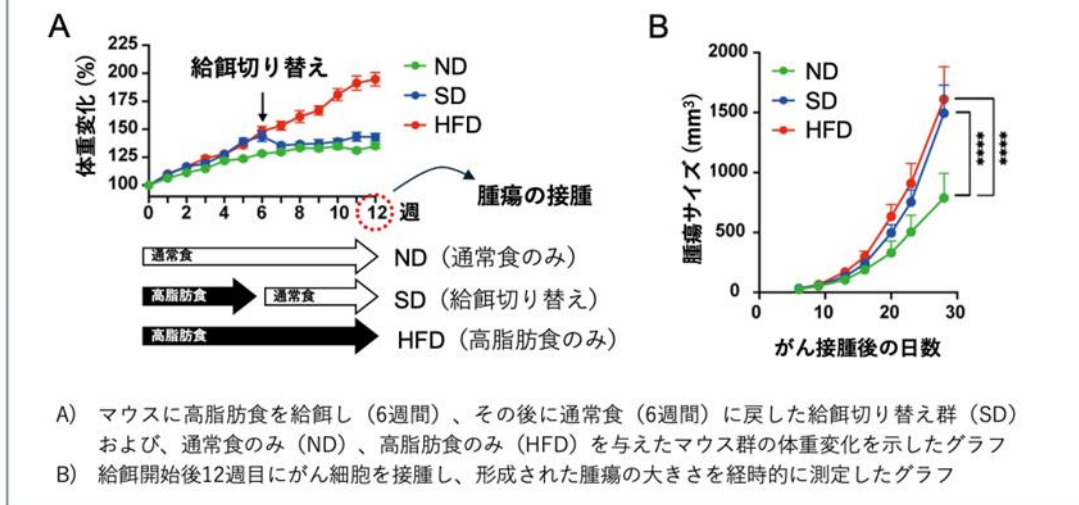 A
225
200
175
150
125
100
体重変化 (%)
給餌切り替え
ND
SD
HFD
0 2 4 6 8 10 12 週
腫瘍の接腫
通常食
ND（通常食のみ）
高脂肪食 通常食
SD（給餌切り替え）
高脂肪食
HFD（高脂肪食のみ）
B
2000
1500
1000
500
0
腫瘍サイズ (mm³)
ND
SD
HFD
****
****
0 10 20 30
がん接腫後の日数
A) マウスに高脂肪食を給餌し（6週間）、その後に通常食（6週間）に戻した給餌切り替え群（SD）
および、通常食のみ（ND）、高脂肪食のみ（HFD）を与えたマウス群の体重変化を示したグラフ
B) 給餌開始後12週目にがん細胞を接種し、形成された腫瘍の大きさを経時的に測定したグラフ